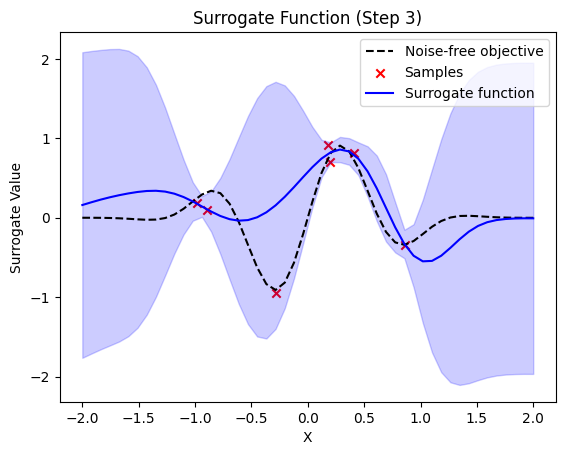 Surrogate Function (Step 3)
Noise-free objective
Samples
Surrogate function
Surrogate Value
2
1
0
−1
−2
−2.0 −1.5 −1.0 −0.5 0.0 0.5 1.0 1.5 2.0
X